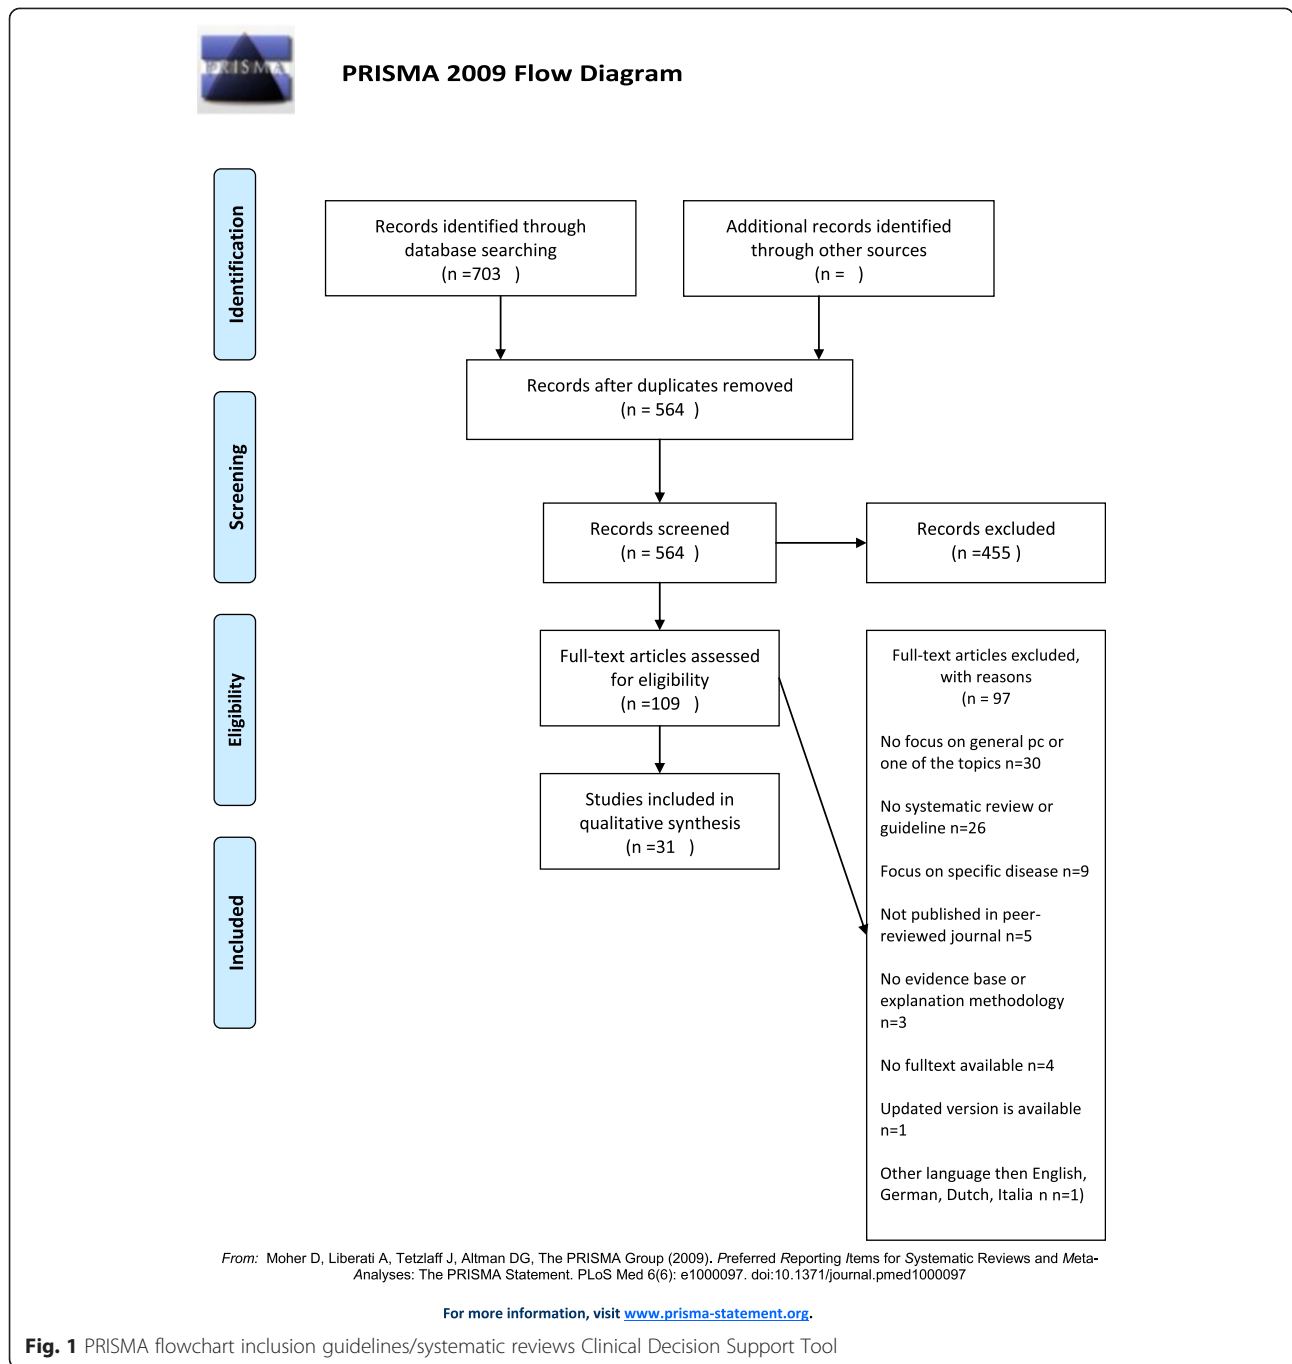 PRISMA
PRISMA 2009 Flow Diagram
Identification
Records identified through
database searching
(n =703 )
Additional records identified
through other sources
(n = )
Records after duplicates removed
(n = 564 )
Screening
Records screened
(n = 564 )
Records excluded
(n =455 )
Eligibility
Full-text articles assessed
for eligibility
(n =109 )
Full-text articles excluded,
with reasons
(n = 97
No focus on general pc or
one of the topics n=30
No systematic review or
guideline n=26
Focus on specific disease n=9
Not published in peer-
reviewed journal n=5
No evidence base or
explanation methodology
n=3
No fulltext available n=4
Updated version is available
n=1
Other language then English,
German, Dutch, Italia n n=1)
Studies included in
qualitative synthesis
(n =31 )
Included
From: Moher D, Liberati A, Tetzlaff J, Altman DG, The PRISMA Group (2009). Preferred Reporting Items for Systematic Reviews and Meta-
Analyses: The PRISMA Statement. PLoS Med 6(6): e1000097. doi:10.1371/journal.pmed1000097
For more information, visit www.prisma-statement.org.
Fig. 1 PRISMA flowchart inclusion guidelines/systematic reviews Clinical Decision Support Tool